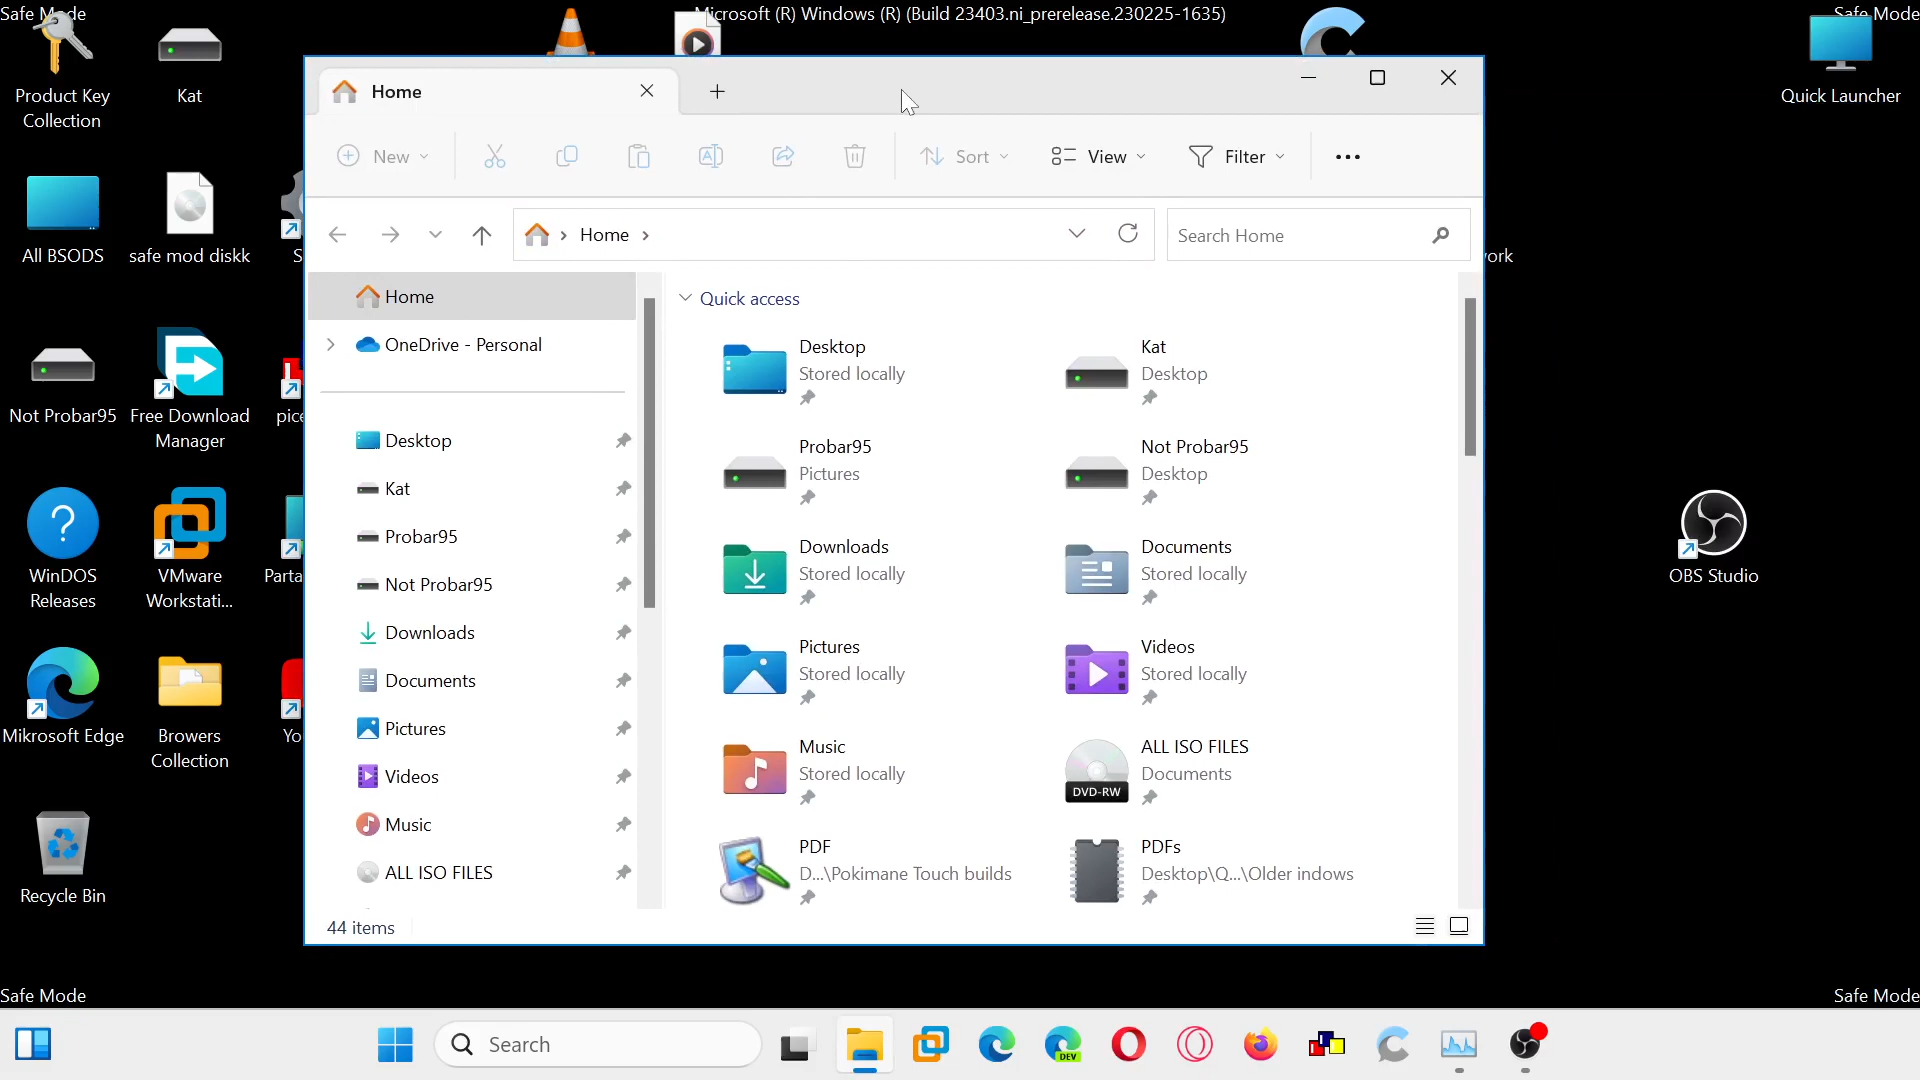 Safe Mode
Microsoft (R) Windows (R) (Build 23403.ni_prerelease.230225-1635)
Safe Mode
Product Key
Collection
Kat
Quick Launcher
All BSODS
safe mod diskk
S
Not Probar95
Free Download
Manager
pice
WinDOS
Releases
VMware
Workstati...
Parta
Mikrosoft Edge
Browers
Collection
Yo
Recycle Bin
ork
OBS Studio
Home
New
Sort
View
Filter
Home
Search Home
Home
OneDrive - Personal
Desktop
Kat
Probar95
Not Probar95
Downloads
Documents
Pictures
Videos
Music
ALL ISO FILES
Quick access
Desktop
Stored locally
Kat
Desktop
Probar95
Pictures
Not Probar95
Desktop
Downloads
Stored locally
Documents
Stored locally
Pictures
Stored locally
Videos
Stored locally
Music
Stored locally
ALL ISO FILES
Documents
DVD-RW
PDF
D...\Pokimane Touch builds
PDFs
Desktop\Q...\Older indows
44 items
Safe Mode
Safe Mode
Search
DEV